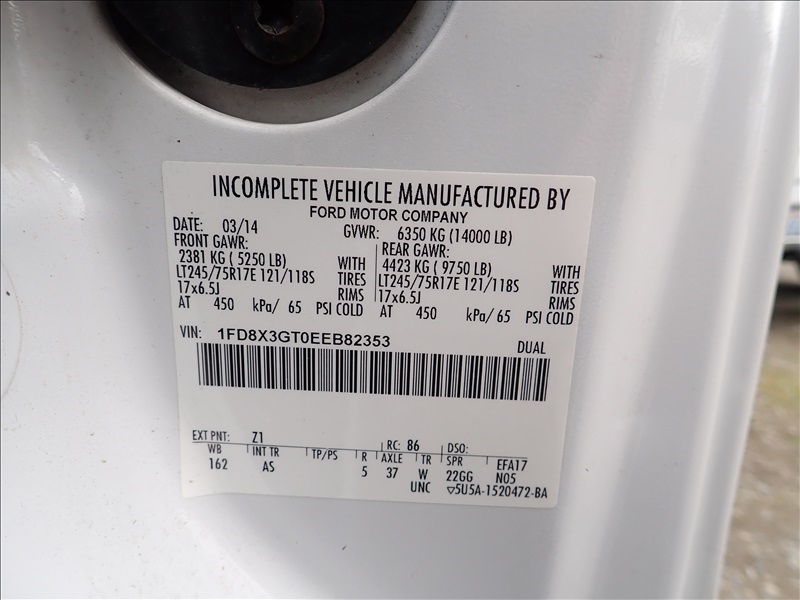 INCOMPLETE VEHICLE MANUFACTURED BY
FORD MOTOR COMPANY
DATE: 03/14 GVWR: 6350 KG (14000 LB)
FRONT GAWR: REAR GAWR:
2381 KG ( 5250 LB) WITH 4423 KG ( 9750 LB) WITH
LT245/75R17E 121/118S TIRES LT245/75R17E 121/118S TIRES
17x6.5J RIMS 17x6.5J RIMS
AT 450 kPa/ 65 PSI COLD AT 450 kPa/ 65 PSI COLD
VIN: 1FD8X3GT0EEB82353 DUAL
EXT PNT: Z1 RC: 86 DSO:
WB INT TR TP/PS R AXLE TR SPR EFA17
162 AS 5 37 W 22GG N05
UNC ▽5U5A-1520472-BA